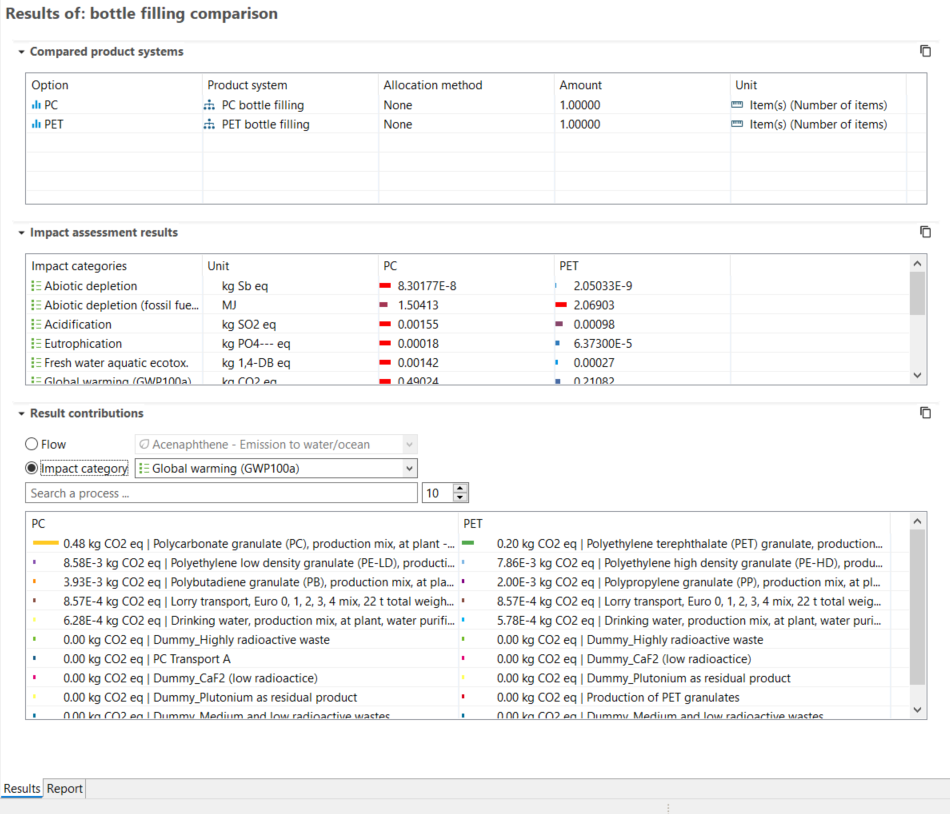 Results of: bottle filling comparison
Compared product systems
Option Product system Allocation method Amount Unit
PC PC bottle filling None 1.00000 Item(s) (Number of items)
PET PET bottle filling None 1.00000 Item(s) (Number of items)
Impact assessment results
Impact categories Unit PC PET
Abiotic depletion kg Sb eq 8.30177E-8 2.05033E-9
Abiotic depletion (fossil fue... MJ 1.50413 2.06903
Acidification kg SO2 eq 0.00155 0.00098
Eutrophication kg PO4--- eq 0.00018 6.37300E-5
Fresh water aquatic ecotox. kg 1,4-DB eq 0.00142 0.00027
Global warming (GWP100a) kg CO2 eq 0.49024 0.21082
Result contributions
Flow Acenaphthene - Emission to water/ocean
Impact category Global warming (GWP100a)
Search a process ... 10
PC PET
0.48 kg CO2 eq | Polycarbonate granulate (PC), production mix, at plant -... 0.20 kg CO2 eq | Polyethylene terephthalate (PET) granulate, production...
8.58E-3 kg CO2 eq | Polyethylene low density granulate (PE-LD), producti... 7.86E-3 kg CO2 eq | Polyethylene high density granulate (PE-HD), produ...
3.93E-3 kg CO2 eq | Polybutadiene granulate (PB), production mix, at pla... 2.00E-3 kg CO2 eq | Polypropylene granulate (PP), production mix, at pl...
8.57E-4 kg CO2 eq | Lorry transport, Euro 0, 1, 2, 3, 4 mix, 22 t total weigh... 8.57E-4 kg CO2 eq | Lorry transport, Euro 0, 1, 2, 3, 4 mix, 22 t total weig...
6.28E-4 kg CO2 eq | Drinking water, production mix, at plant, water purifi... 5.78E-4 kg CO2 eq | Drinking water, production mix, at plant, water puri...
0.00 kg CO2 eq | Dummy_Highly radioactive waste 0.00 kg CO2 eq | Dummy_Highly radioactive waste
0.00 kg CO2 eq | PC Transport A 0.00 kg CO2 eq | Dummy_CaF2 (low radioactice)
0.00 kg CO2 eq | Dummy_CaF2 (low radioactice) 0.00 kg CO2 eq | Dummy_Plutonium as residual product
0.00 kg CO2 eq | Dummy_Plutonium as residual product 0.00 kg CO2 eq | Production of PET granulates
0.00 kg CO2 eq | Dummy_Medium and low radioactive wastes 0.00 kg CO2 eq | Dummy_Medium and low radioactive wastes
Results Report